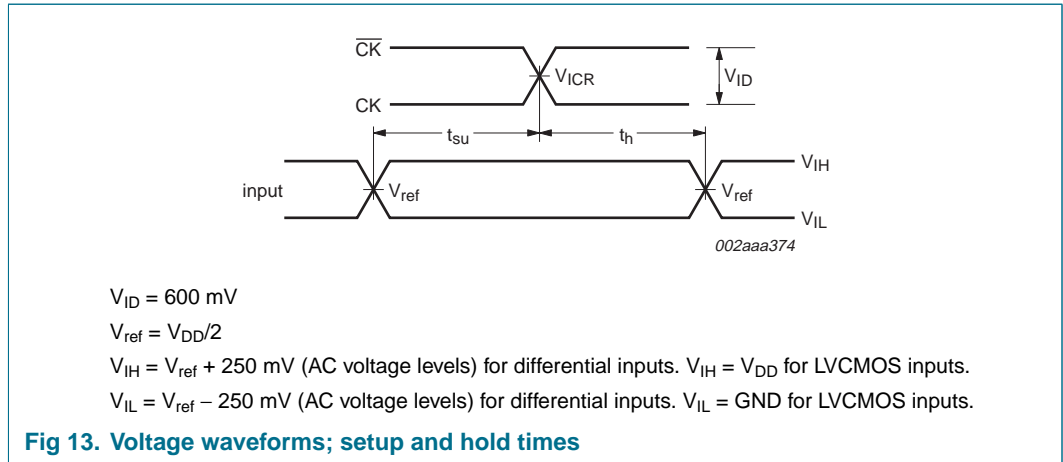 CK
VICR
VID
CK
tsu
th
VIH
input
Vref
Vref
VIL
002aaa374
VID = 600 mV
Vref = VDD/2
VIH = Vref + 250 mV (AC voltage levels) for differential inputs. VIH = VDD for LVCMOS inputs.
VIL = Vref − 250 mV (AC voltage levels) for differential inputs. VIL = GND for LVCMOS inputs.
Fig 13. Voltage waveforms; setup and hold times